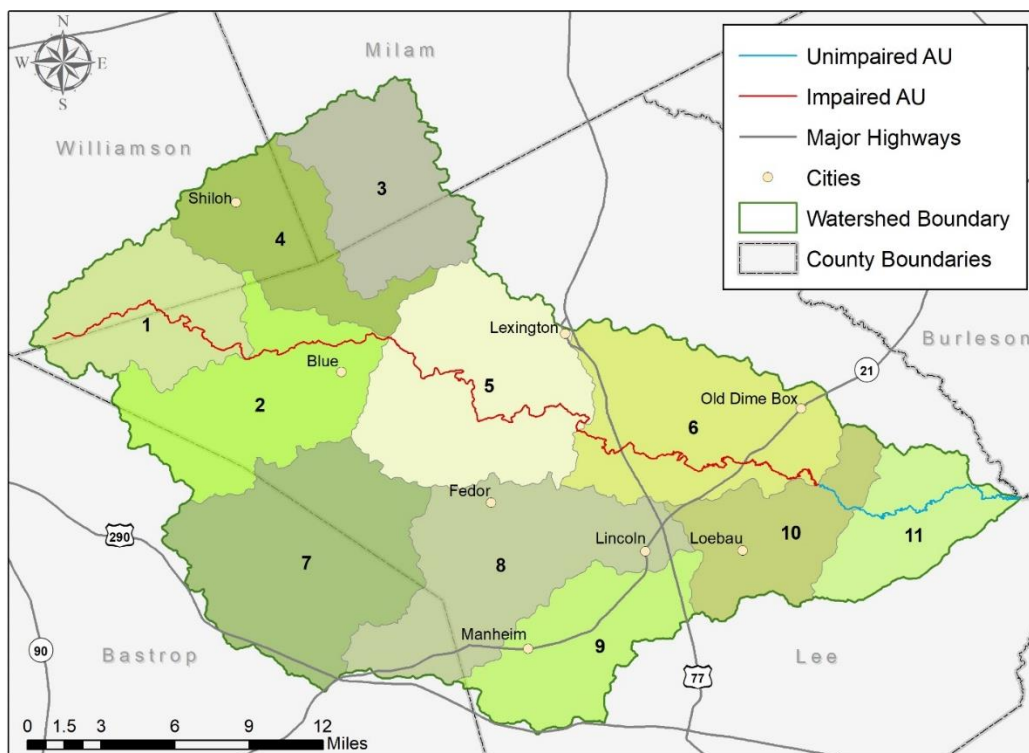 N
W E
S
Milam
Williamson
Burleson
Bastrop
Lee
Unimpaired AU
Impaired AU
Major Highways
Cities
Watershed Boundary
County Boundaries
3
Shiloh
4
1
Lexington
Blue
5
2
21
Old Dime Box
6
Fedor
290
7
8
Lincoln
Loebau
10
11
Manheim
9
90
77
0 1.5 3 6 9 12
Miles